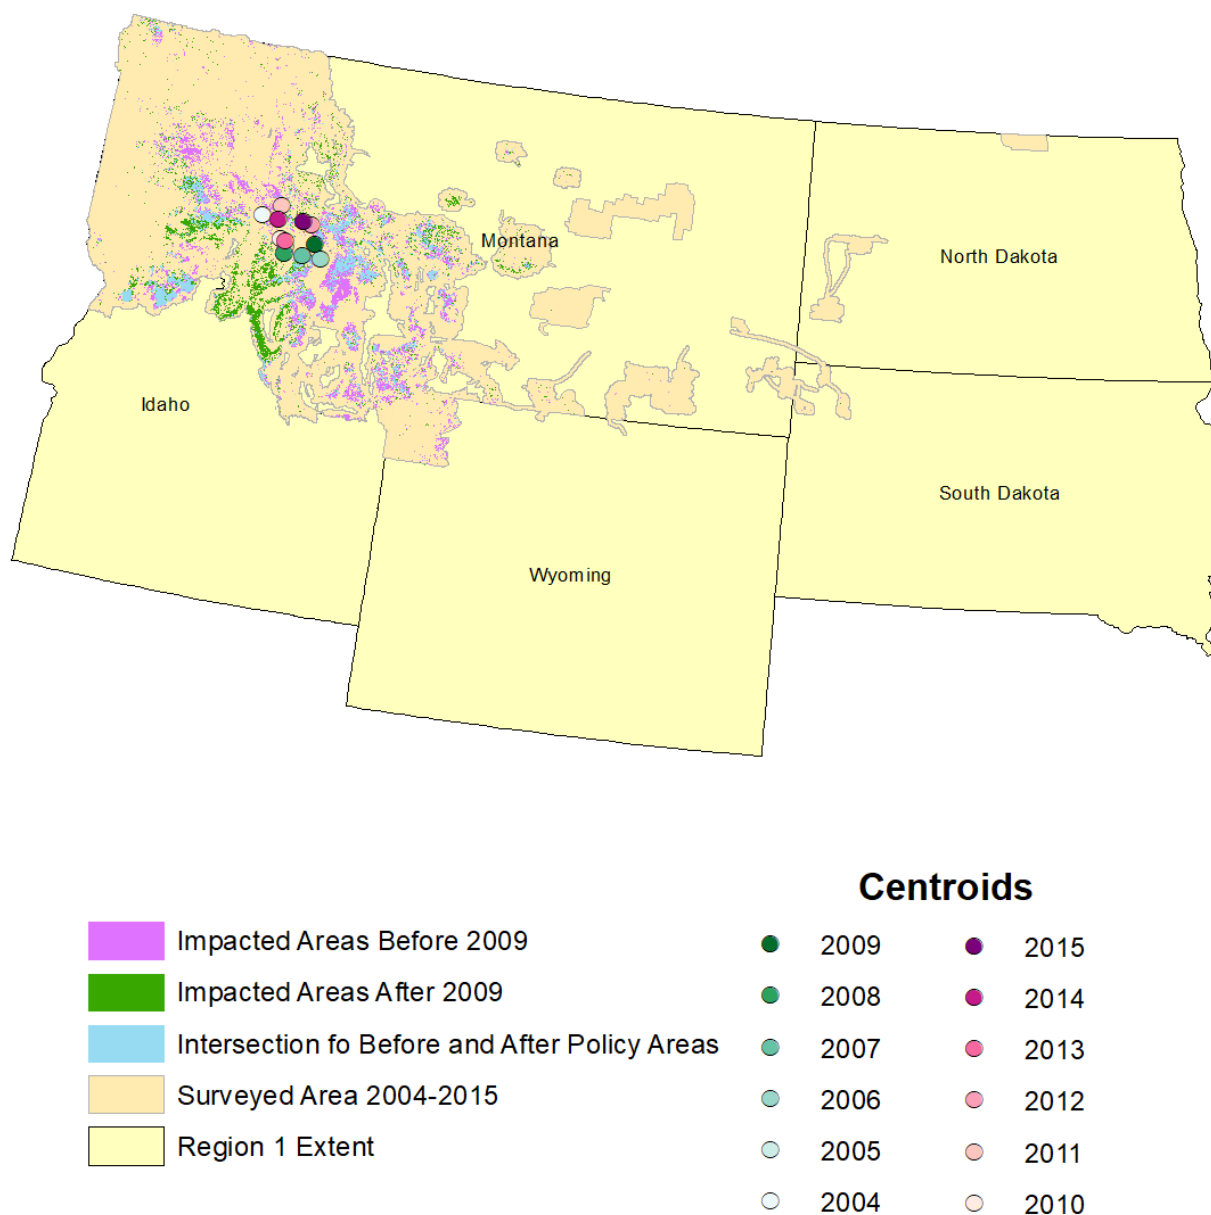 Montana
North Dakota
Idaho
South Dakota
Wyoming
Centroids
Impacted Areas Before 2009
Impacted Areas After 2009
Intersection fo Before and After Policy Areas
Surveyed Area 2004-2015
Region 1 Extent
2009
2008
2007
2006
2005
2004
2015
2014
2013
2012
2011
2010